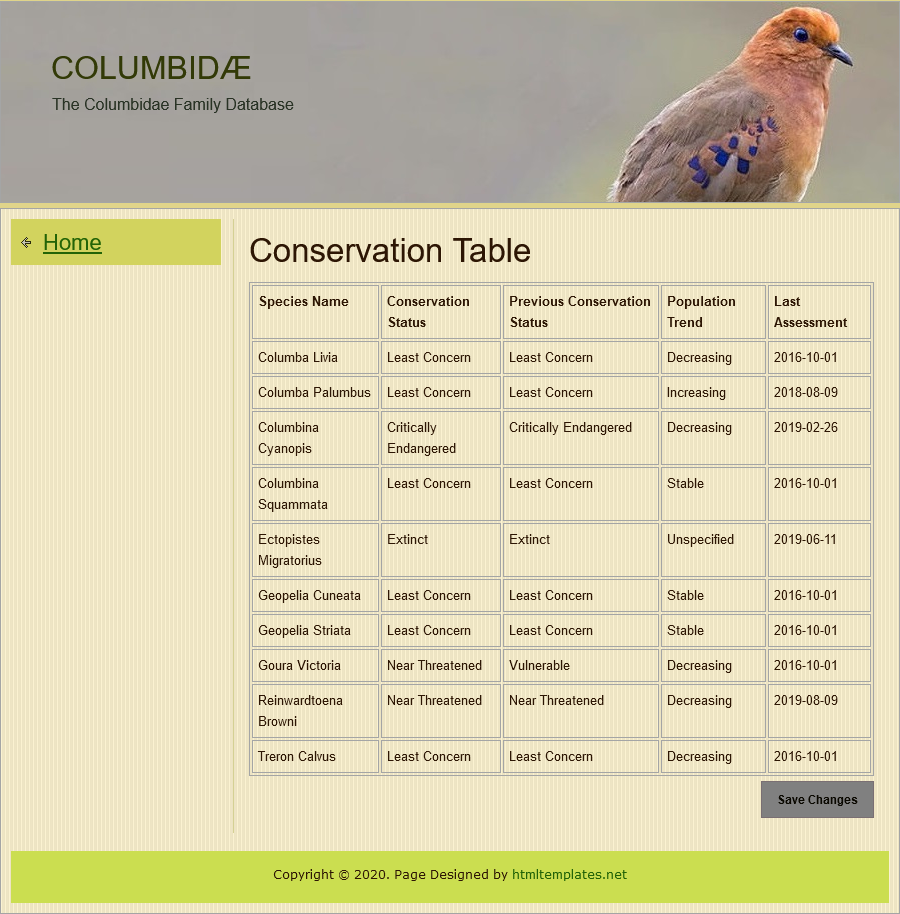 COLUMBIDÆ
The Columbidae Family Database
Home
Conservation Table
Species Name Conservation Status Previous Conservation Status Population Trend Last Assessment
Columba Livia Least Concern Least Concern Decreasing 2016-10-01
Columba Palumbus Least Concern Least Concern Increasing 2018-08-09
Columbina Cyanopis Critically Endangered Critically Endangered Decreasing 2019-02-26
Columbina Squammata Least Concern Least Concern Stable 2016-10-01
Ectopistes Migratorius Extinct Extinct Unspecified 2019-06-11
Geopelia Cuneata Least Concern Least Concern Stable 2016-10-01
Geopelia Striata Least Concern Least Concern Stable 2016-10-01
Goura Victoria Near Threatened Vulnerable Decreasing 2016-10-01
Reinwardtoena Browni Near Threatened Near Threatened Decreasing 2019-08-09
Treron Calvus Least Concern Least Concern Decreasing 2016-10-01
Save Changes
Copyright © 2020. Page Designed by htmltemplates.net